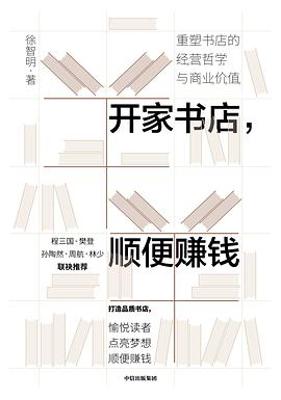 徐智明·著
重塑书店的
经营哲学
与商业价值
开家书店，
顺便赚钱
程三国·樊登
孙陶然·周航·林少
联袂推荐
打造品质书店，
愉悦读者
点亮梦想
顺便赚钱
中信出版集团